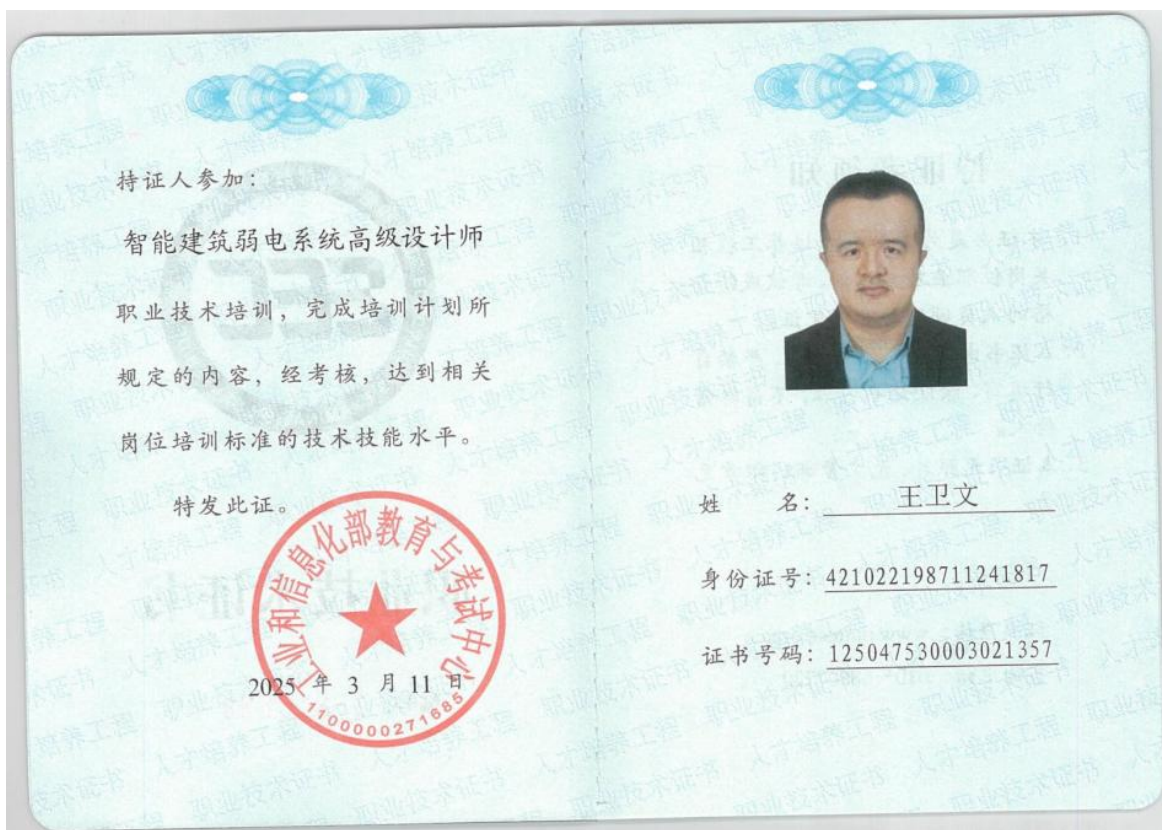 持证人参加：
智能建筑弱电系统高级设计师
职业技术培训，完成培训计划所
规定的内容，经考核，达到相关
岗位培训标准的技术技能水平。
特发此证。
工业和信息化部教育与考试中心
2025 年 3 月 11 日
1100000271685
姓 名：王卫文
身份证号：421022198711241817
证书号码：125047530003021357